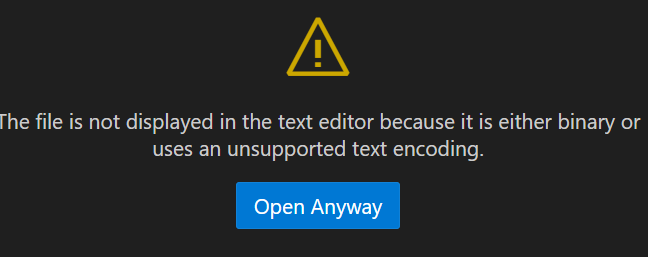 The file is not displayed in the text editor because it is either binary or
uses an unsupported text encoding.
Open Anyway